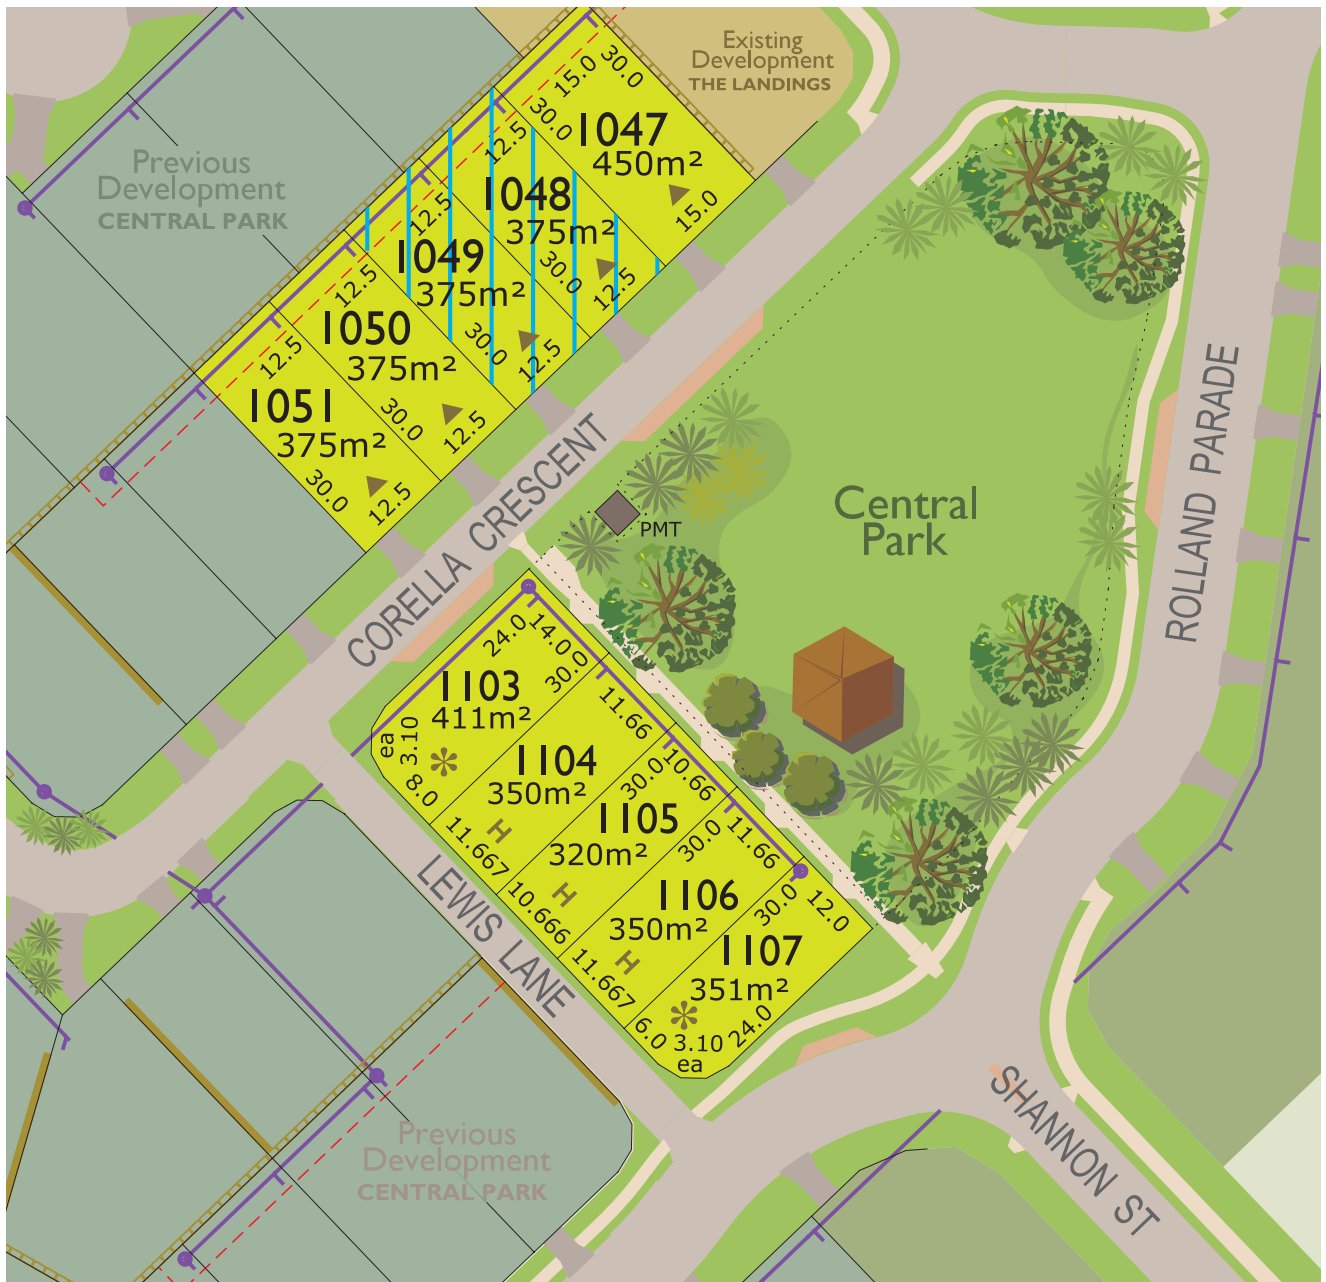 Existing
Development
THE LANDINGS
Previous
Development
CENTRAL PARK
30.0
15.0
30.0
1047
450m²
15.0
12.5
1048
375m²
30.0
12.5
12.5
1049
375m²
30.0
12.5
12.5
1050
375m²
30.0
12.5
12.5
1051
375m²
30.0
12.5
CORELLA CRESCENT
ROLLAND PARADE
Central
Park
PMT
24.0
14.0
30.0
1103
411m²
3.10
ea
8.0
11.66
1104
350m²
H
11.667
30.0
10.66
1105
320m²
H
10.666
30.0
11.66
1106
350m²
H
11.667
30.0
12.0
1107
351m²
6.0
3.10
ea
24.0
LEWIS LANE
SHANNON ST
Previous
Development
CENTRAL PARK